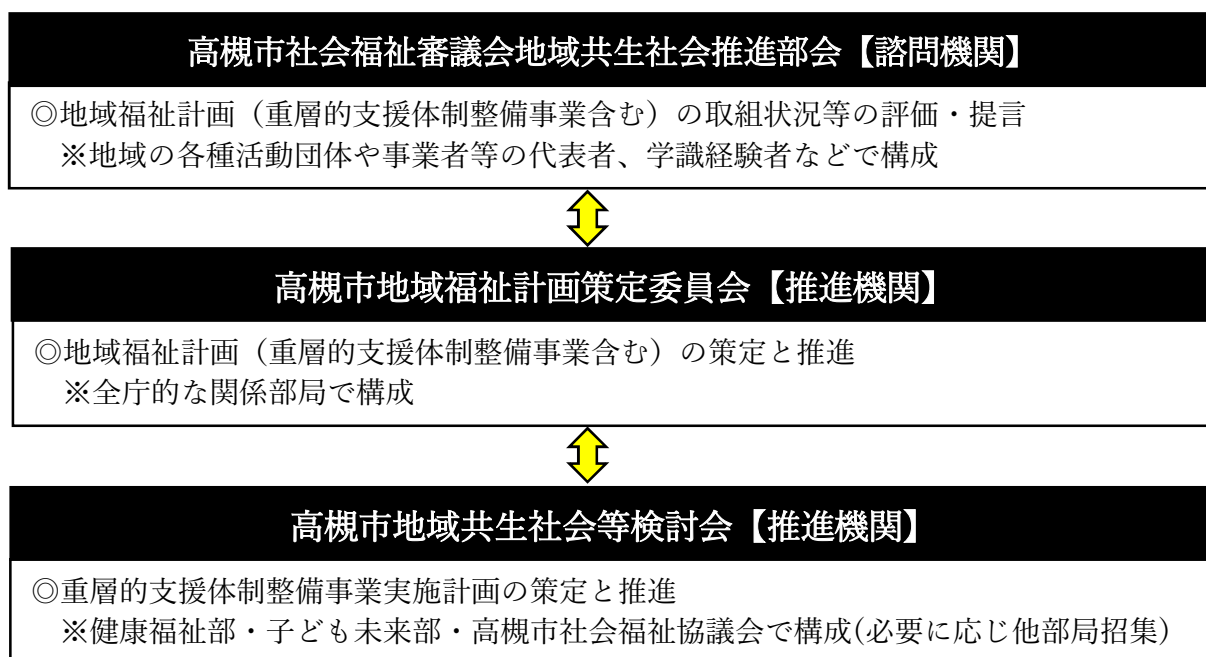 高槻市社会福祉審議会地域共生社会推進部会【諮問機関】
◎地域福祉計画（重層的支援体制整備事業含む）の取組状況等の評価・提言
※地域の各種活動団体や事業者等の代表者、学識経験者などで構成
高槻市地域福祉計画策定委員会【推進機関】
◎地域福祉計画（重層的支援体制整備事業含む）の策定と推進
※全庁的な関係部局で構成
高槻市地域共生社会等検討会【推進機関】
◎重層的支援体制整備事業実施計画の策定と推進
※健康福祉部・子ども未来部・高槻市社会福祉協議会で構成(必要に応じ他部局招集)